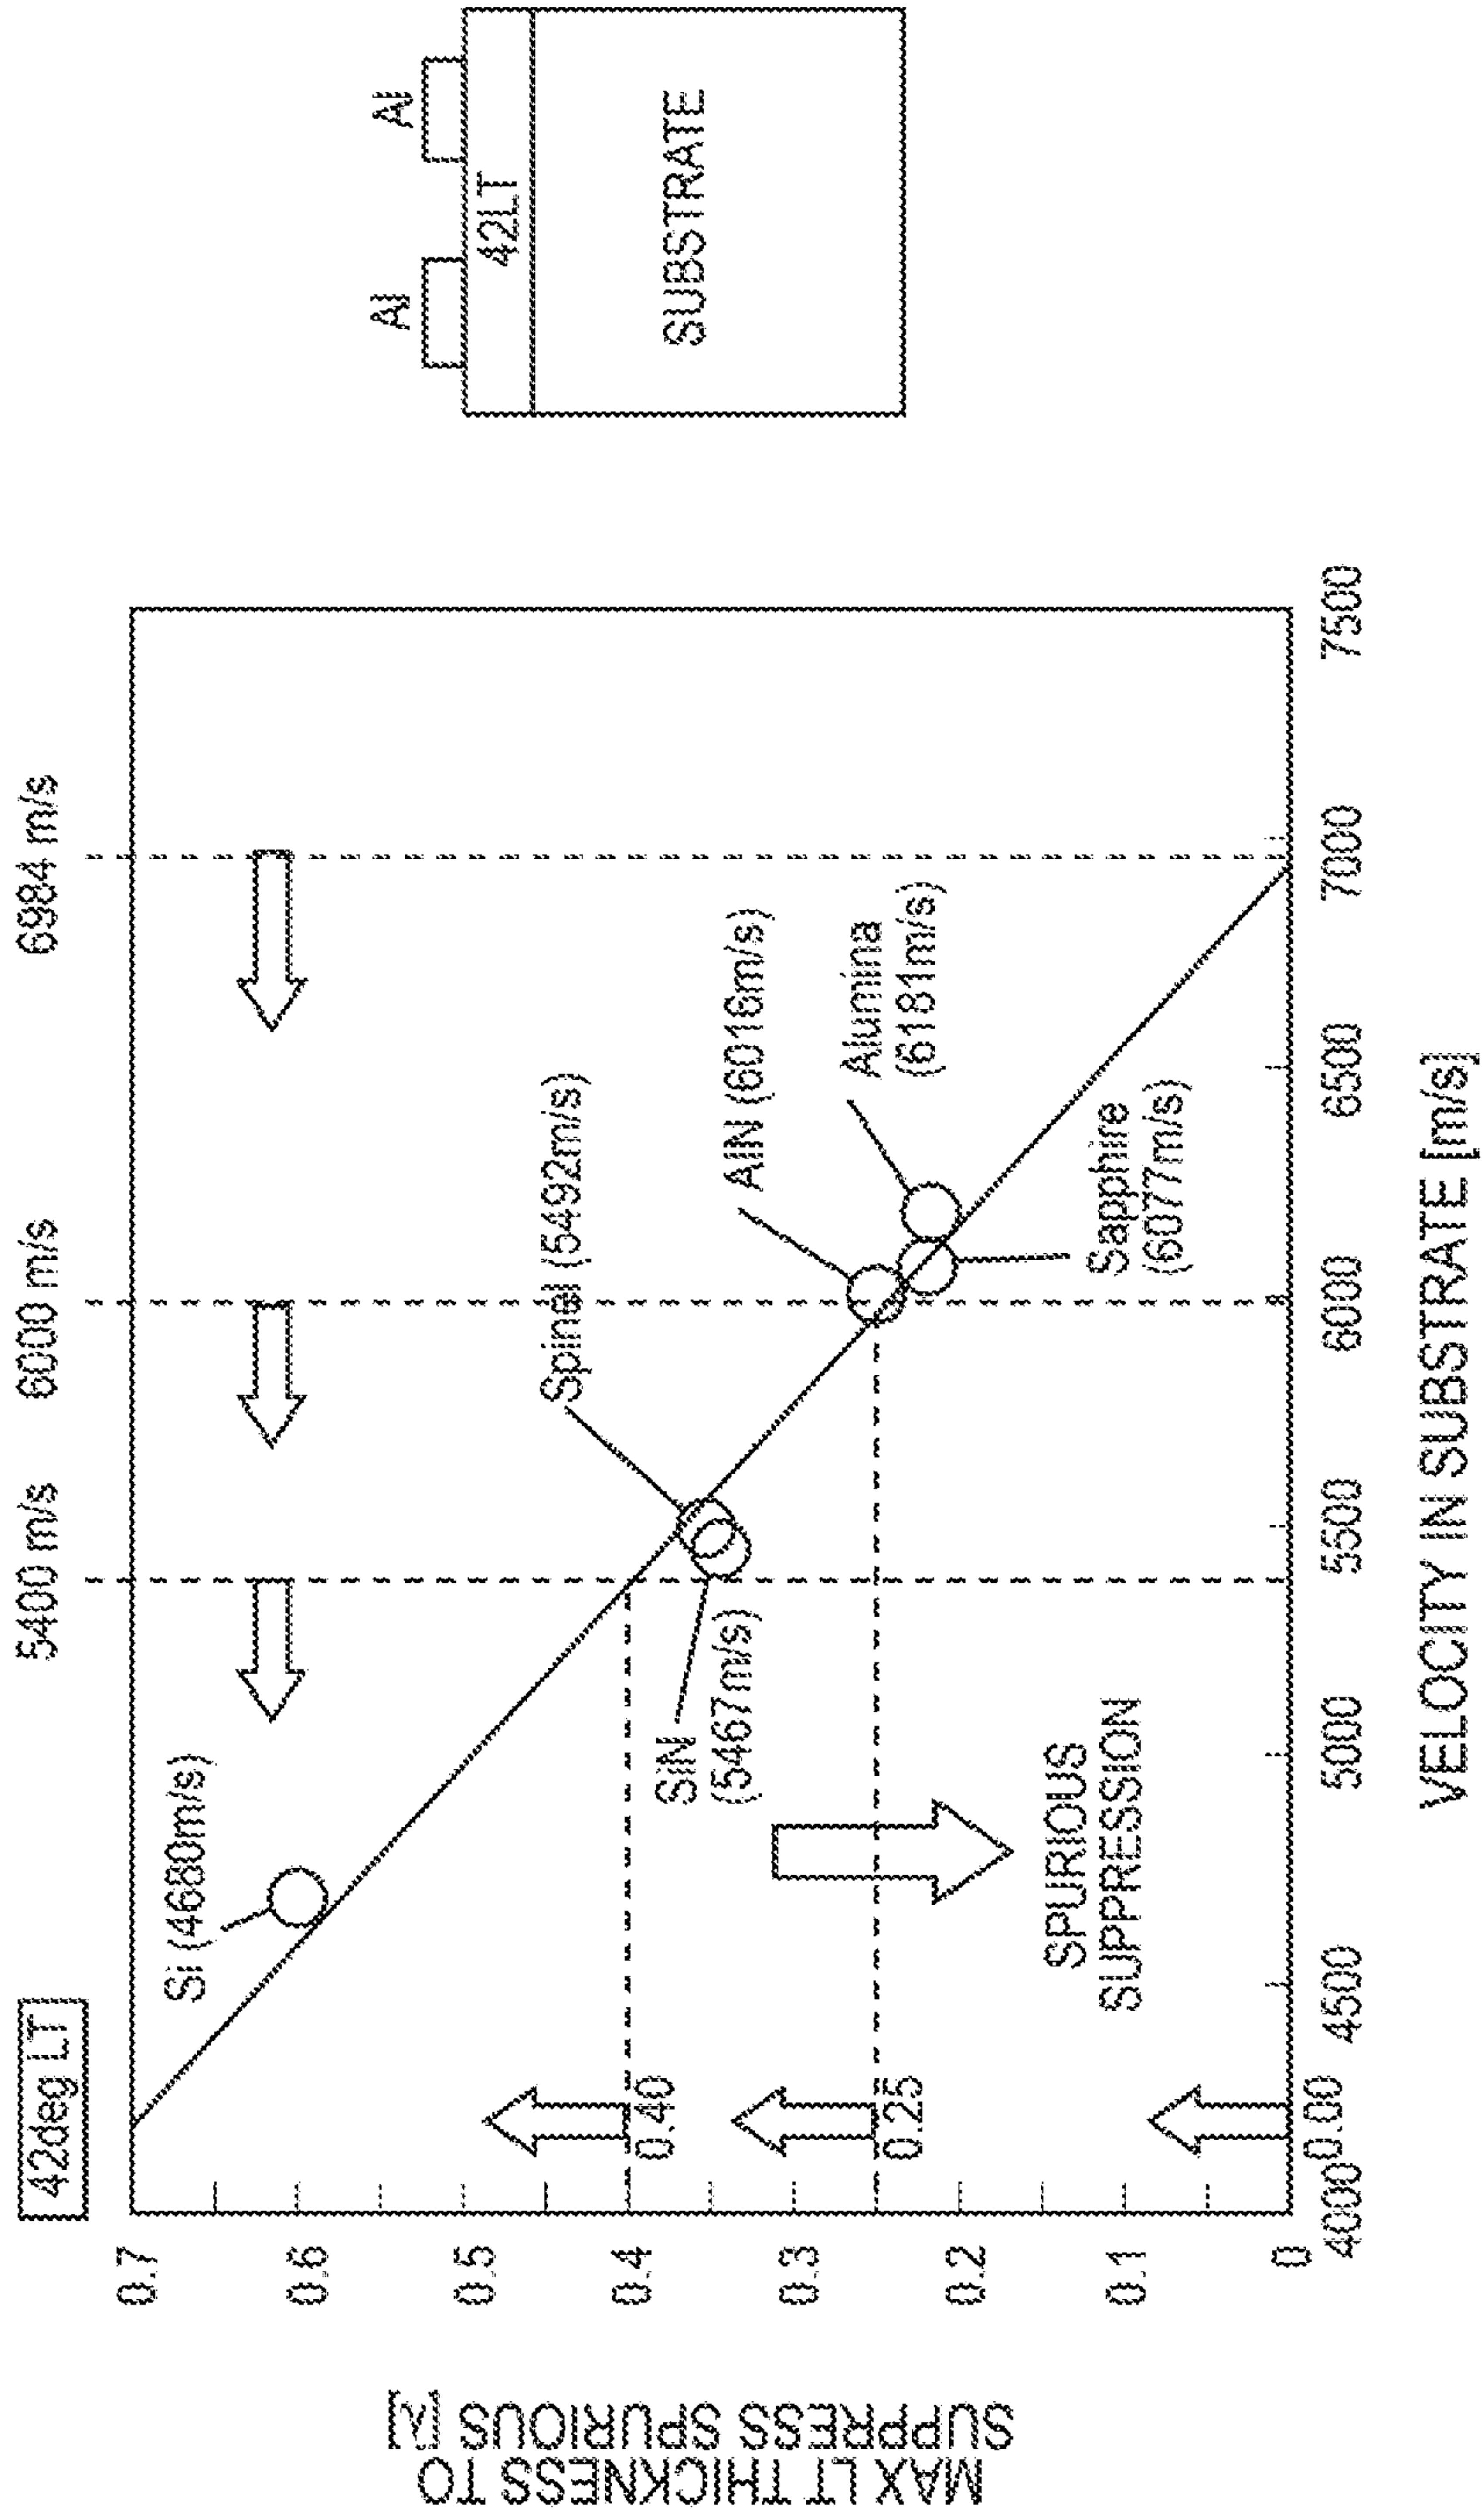 42deg LT
5400 m/s
6000 m/s
6984 m/s
MAX LT THICKNESS TO
SUPPRESS SPURIOUS [λ]
0.7
0.6
0.5
0.4
0.3
0.2
0.1
0
Si (4680m/s)
Spinel (5492m/s)
SiN
(5467m/s)
AlN (6016m/s)
Alumina
(6181m/s)
Sapphire
(6077m/s)
0.40
0.25
0.00
SPURIOUS
SUPPRESSION
4000
4500
5000
5500
6000
6500
7000
7500
VELOCITY IN SUBSTRATE [m/s]
Al
Al
42LT
SUBSTRATE